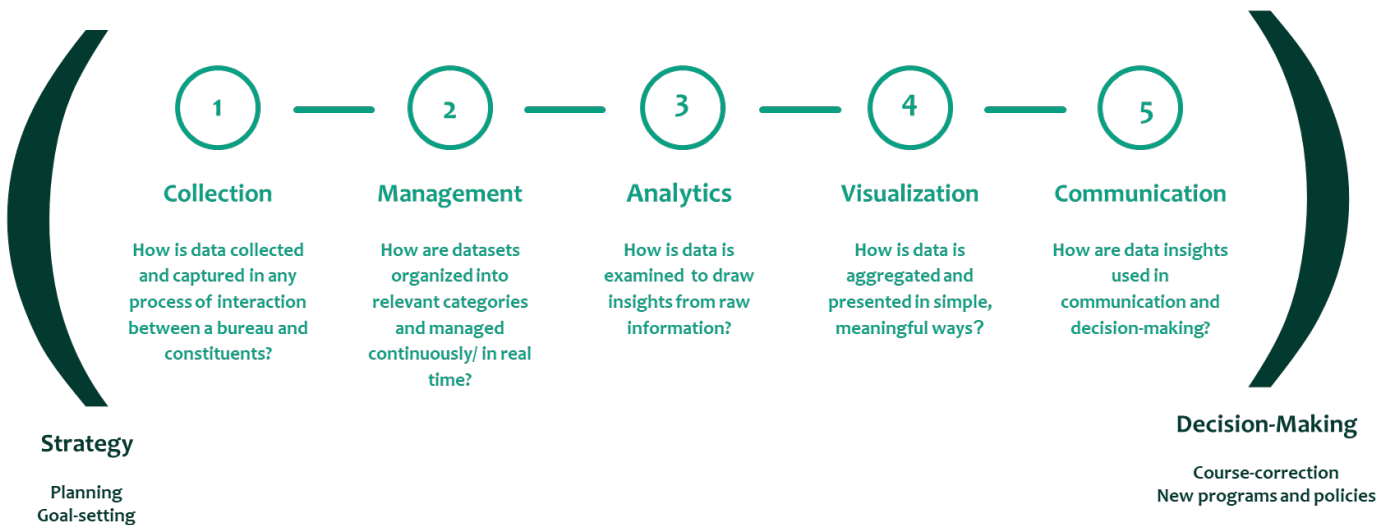 1
Collection
How is data collected
and captured in any
process of interaction
between a bureau and
constituents?
2
Management
How are datasets
organized into
relevant categories
and managed
continuously/ in real
time?
3
Analytics
How is data is
examined to draw
insights from raw
information?
4
Visualization
How is data is
aggregated and
presented in simple,
meaningful ways?
5
Communication
How are data insights
used in
communication and
decision-making?
Strategy
Planning
Goal-setting
Decision-Making
Course-correction
New programs and policies